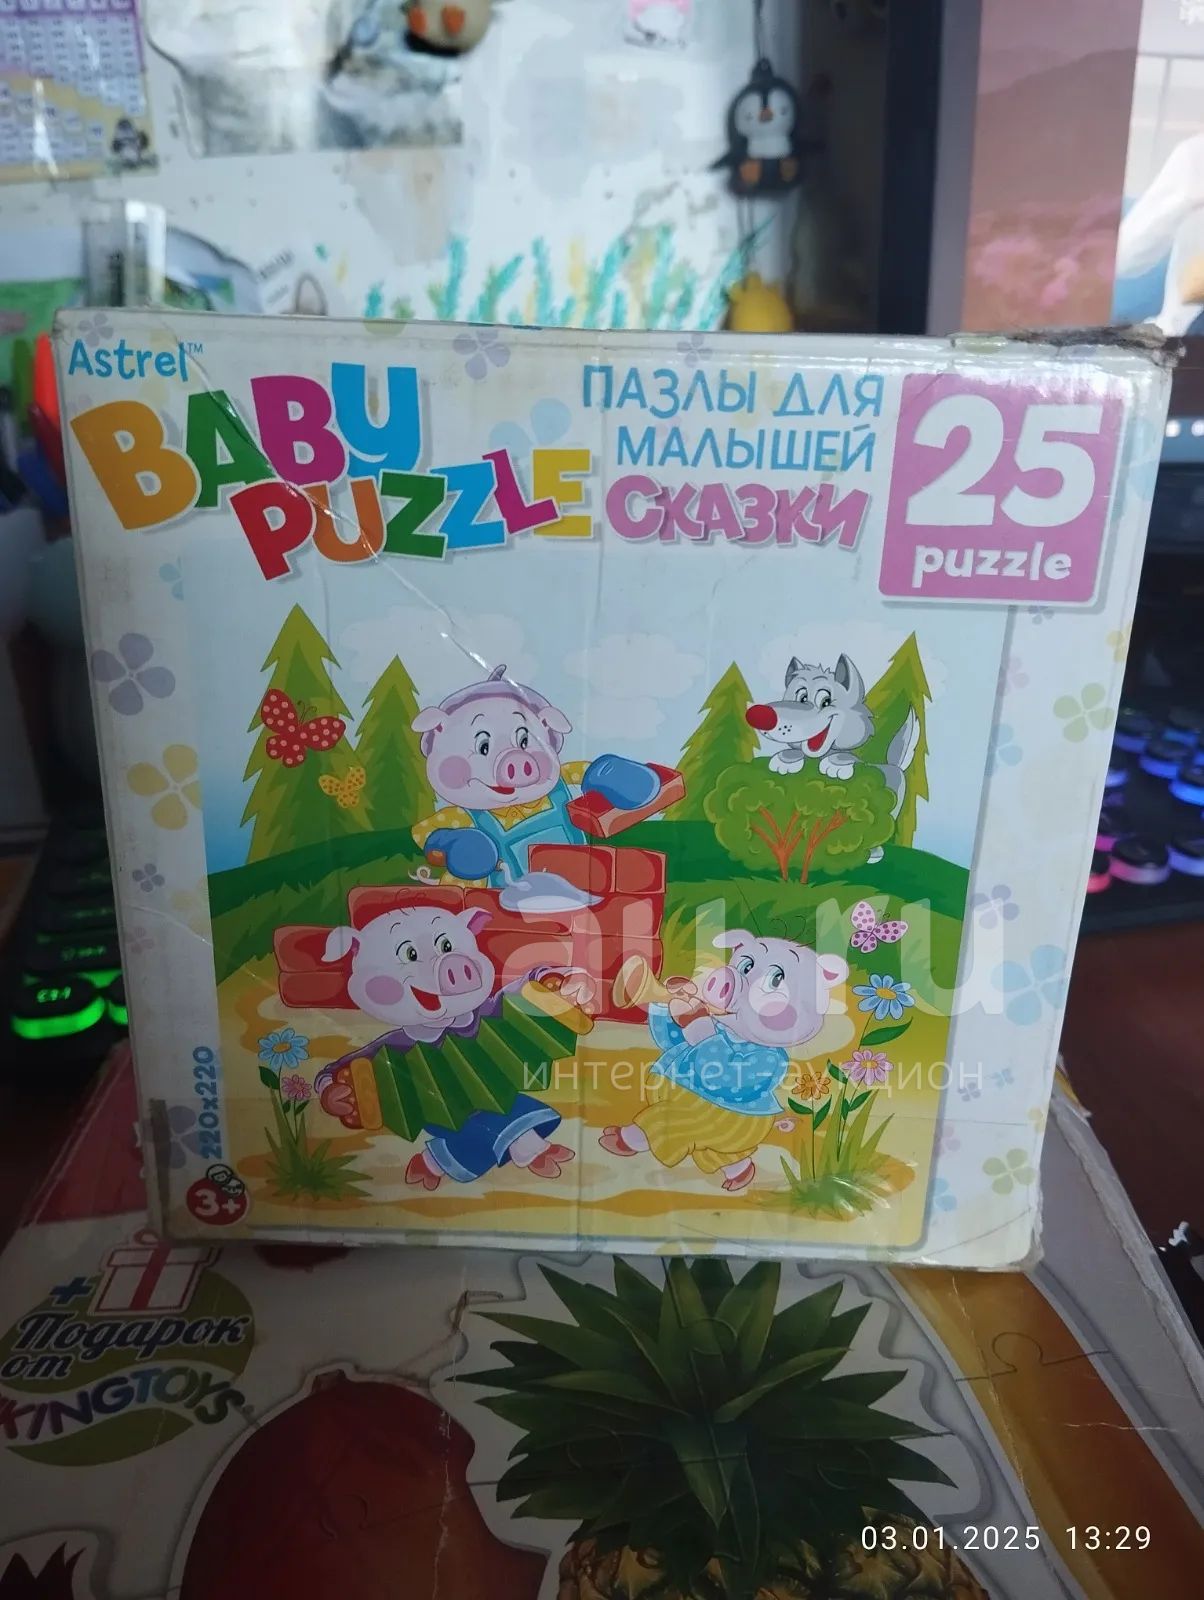 Astrel™
BABY
PUZZLE
ПАЗЛЫ ДЛЯ
МАЛЫШЕЙ
СКАЗКИ
25
puzzle
220x220
3+
au.ru
интернет-аукцион
+
Подарок
от
KINGTOYS
03.01.2025 13:29